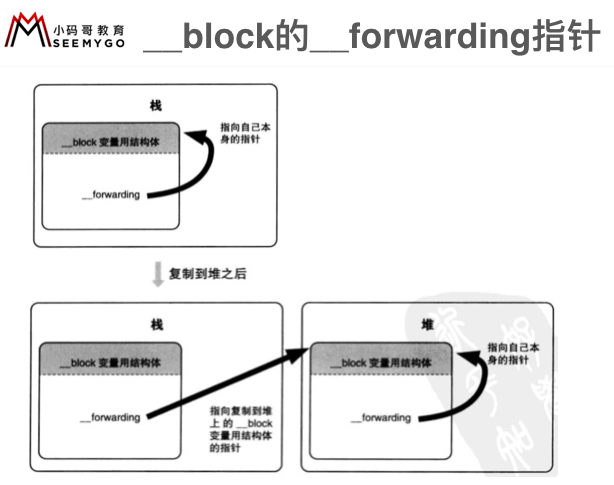 小码哥教育
SEEMYGO
__block的__forwarding指针
栈
__block 变量用结构体
指向自己本
身的指针
__forwarding
复制到堆之后
栈
__block 变量用结构体
__forwarding
指向复制到堆
上 的 __block
变量用结构体
的指针
堆
__block 变量用结构体
指向自己本
身的指针
__forwarding